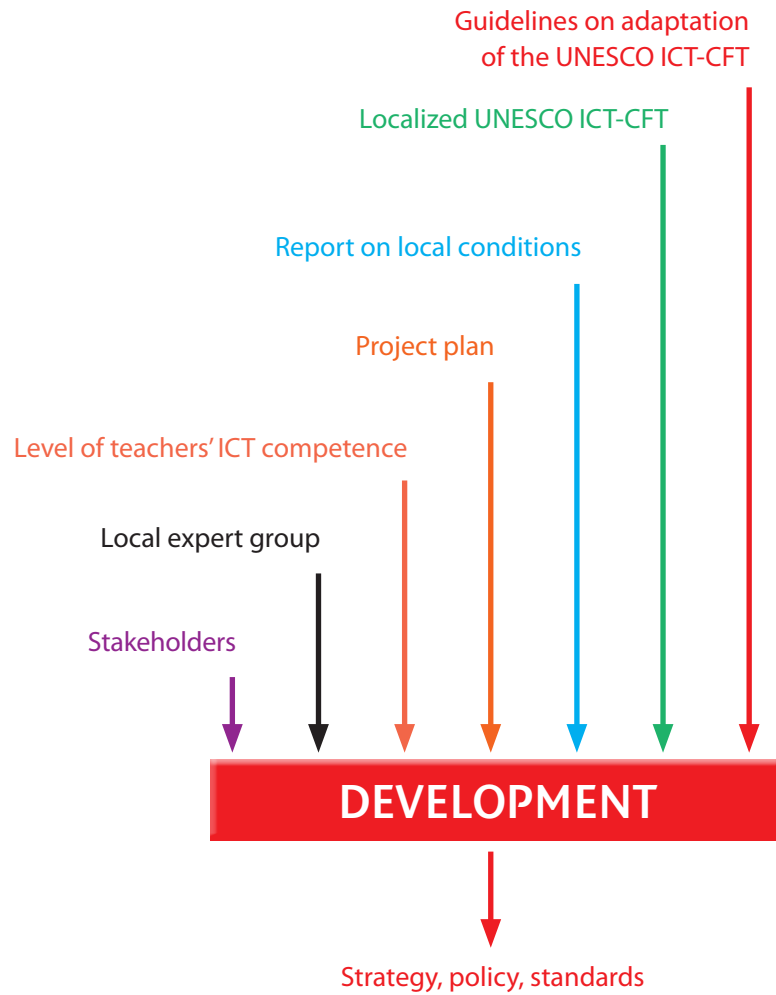 Guidelines on adaptation
of the UNESCO ICT-CFT
Localized UNESCO ICT-CFT
Report on local conditions
Project plan
Level of teachers’ ICT competence
Local expert group
Stakeholders
DEVELOPMENT
Strategy, policy, standards